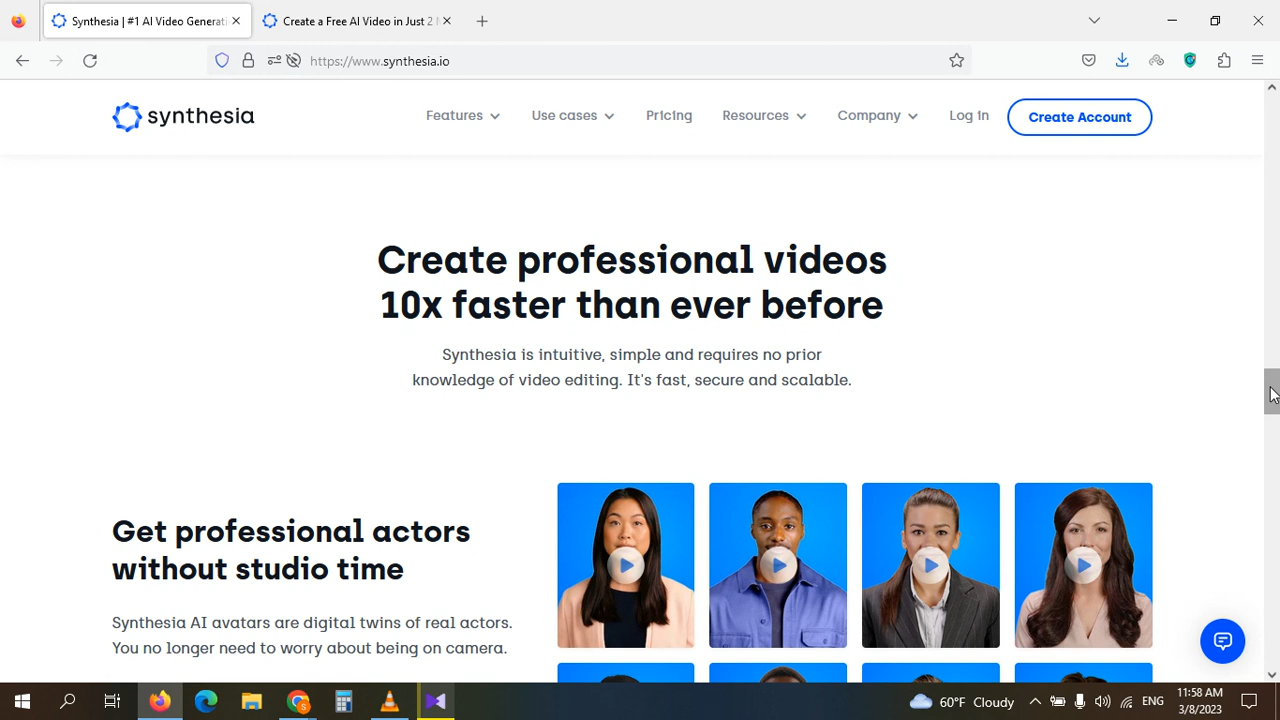 Synthesia | #1 AI Video Generati
Create a Free AI Video in Just 2
https://www.synthesia.io
synthesia
Features
Use cases
Pricing
Resources
Company
Log in
Create Account
Create professional videos
10x faster than ever before
Synthesia is intuitive, simple and requires no prior
knowledge of video editing. It's fast, secure and scalable.
Get professional actors
without studio time
Synthesia AI avatars are digital twins of real actors.
You no longer need to worry about being on camera.
60°F Cloudy
ENG
11:58 AM
3/8/2023